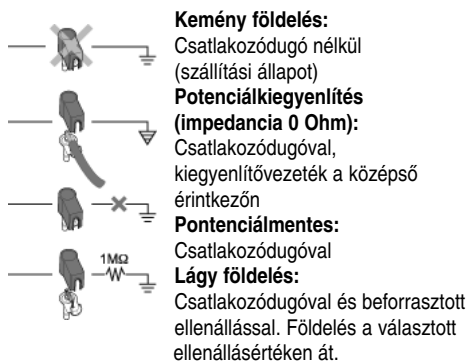 Kemény földelés:
Csatlakozódugó nélkül
(szállítási állapot)
Potenciálkiegyenlítés
(impedancia 0 Ohm):
Csatlakozódugóval,
kiegyenlítővezeték a középső
érintkezőn
Pontenciálmentes:
Csatlakozódugóval
1MΩ
Lágy földelés:
Csatlakozódugóval és beforrasztott
ellenállással. Földelés a választott
ellenállásértéken át.